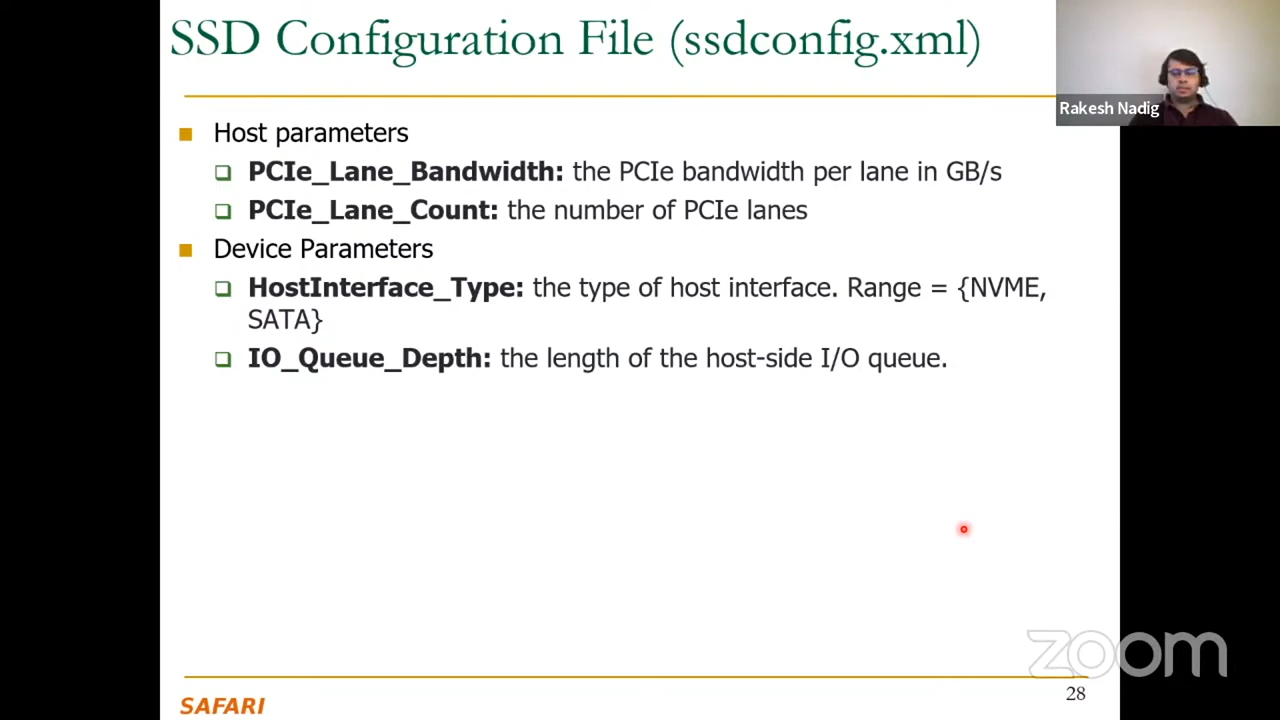 SSD Configuration File (ssdconfig.xml)
Rakesh Nadig
Host parameters
PCIe_Lane_Bandwidth: the PCIe bandwidth per lane in GB/s
PCIe_Lane_Count: the number of PCIe lanes
Device Parameters
HostInterface_Type: the type of host interface. Range = {NVME,
SATA}
IO_Queue_Depth: the length of the host-side I/O queue.
zoom
28
SAFARI